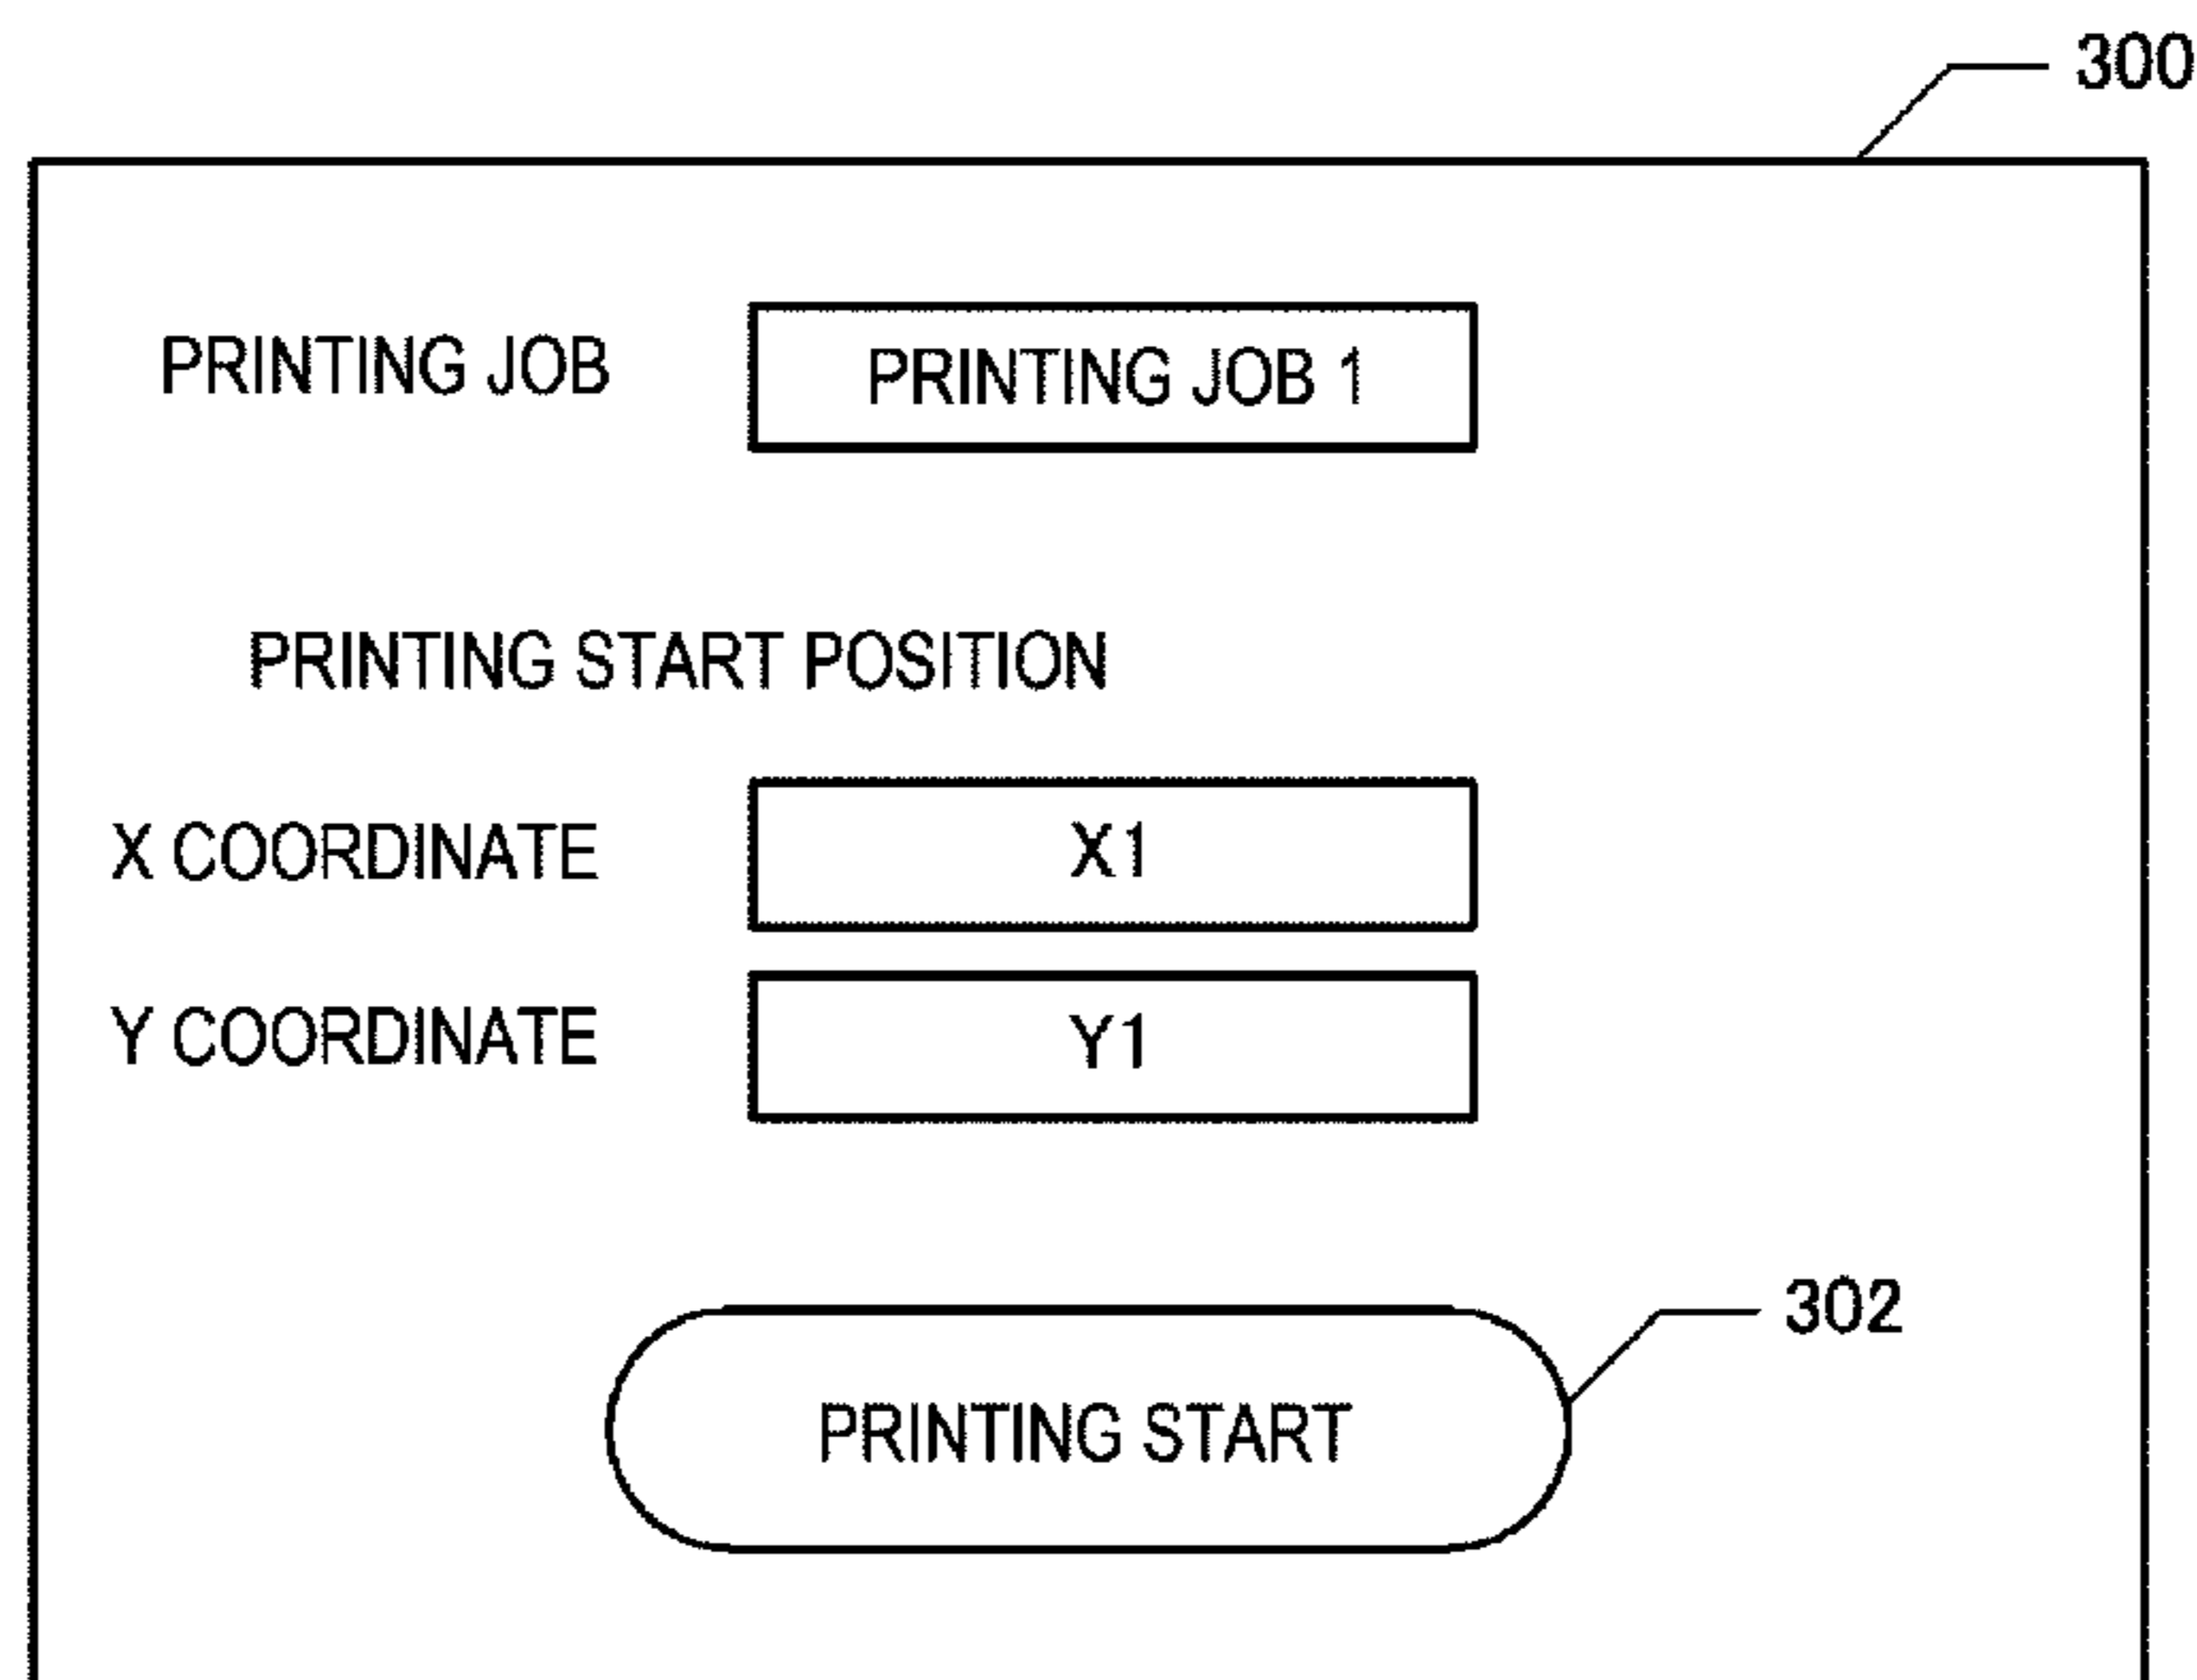 300
PRINTING JOB PRINTING JOB 1
PRINTING START POSITION
X COORDINATE X1
Y COORDINATE Y1
302
PRINTING START